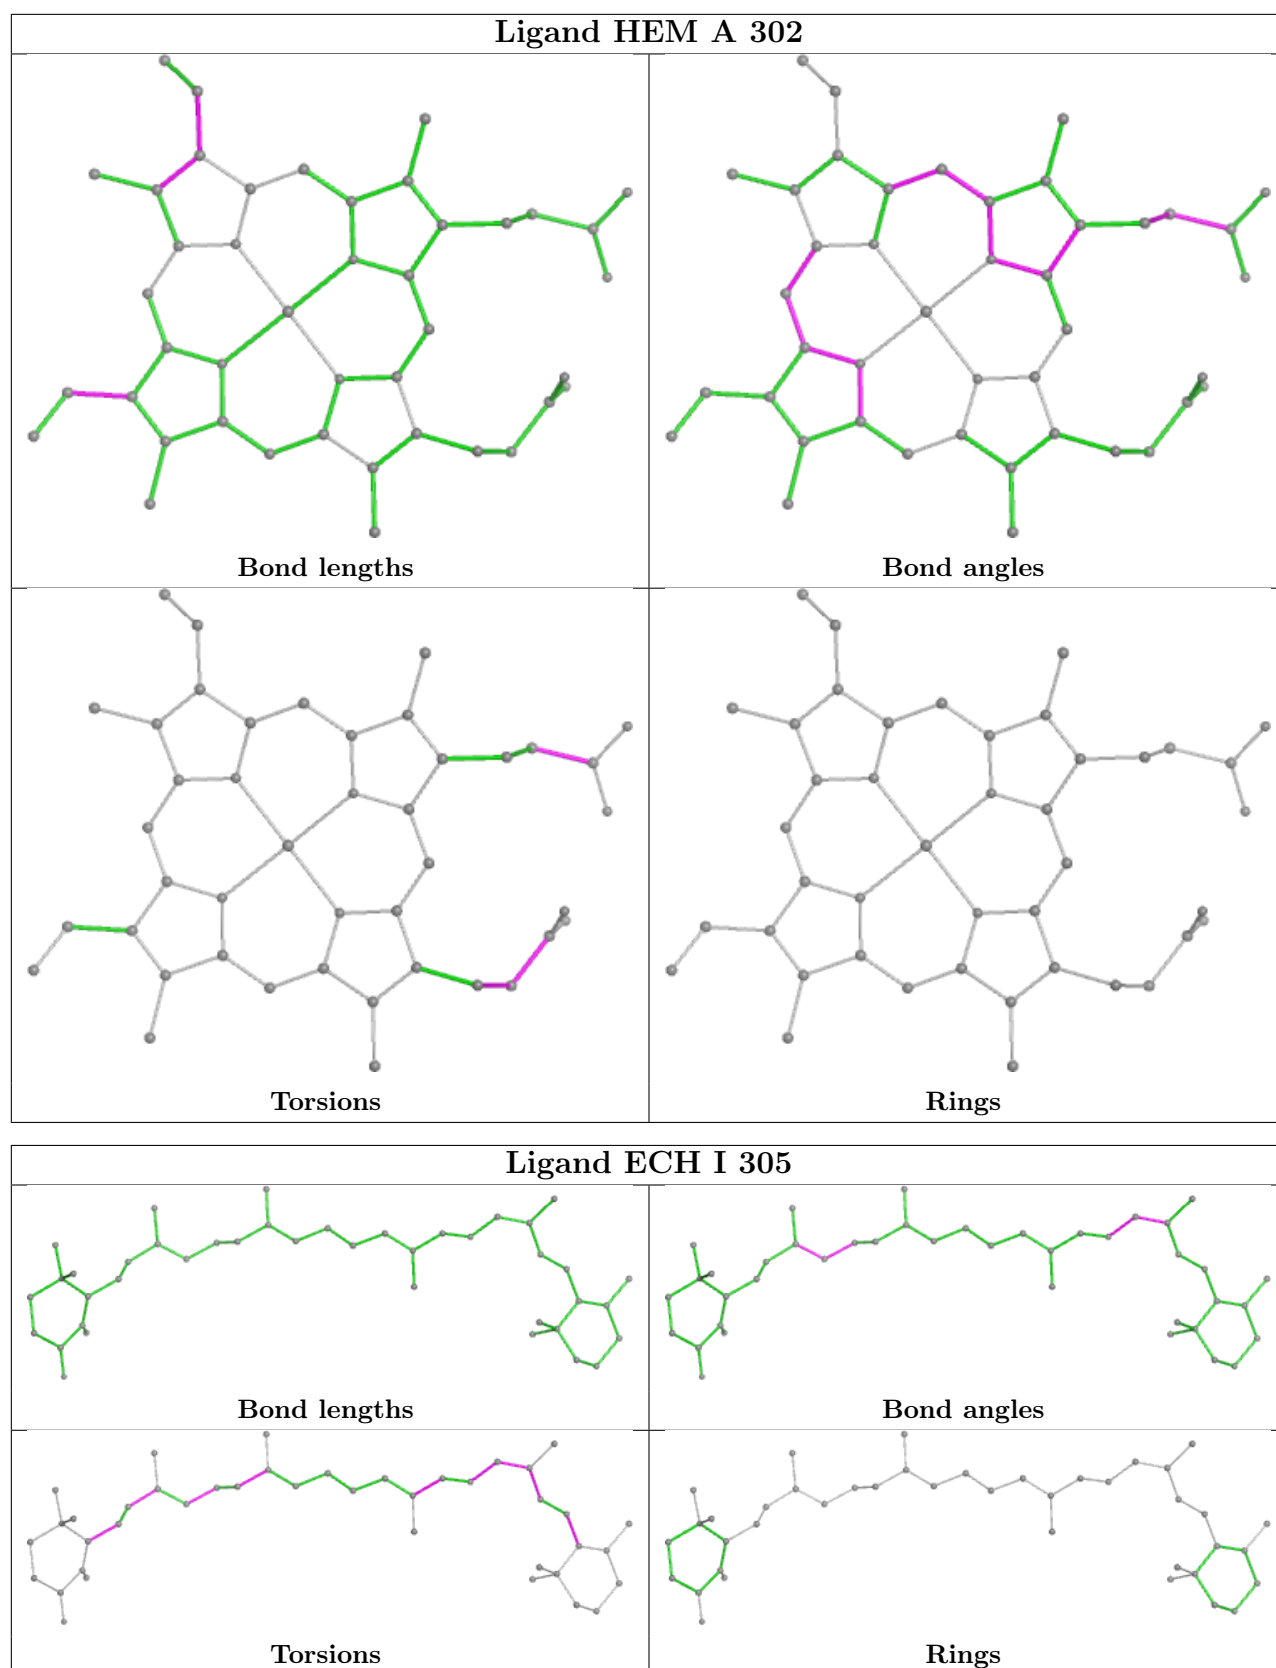 Ligand HEM A 302
Bond lengths
Bond angles
Torsions
Rings
Ligand ECH I 305
Bond lengths
Bond angles
Torsions
Rings